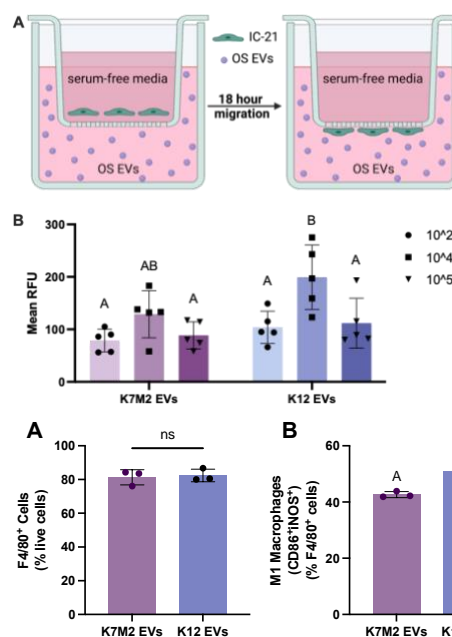 A
IC-21
OS EVs
serum-free media
serum-free media
18 hour
migration
OS EVs
OS EVs
B
300
200
100
0
Mean RFU
A
AB
A
A
B
A
10^2
10^4
10^5
K7M2 EVs
K12 EVs
A
100
80
60
40
20
0
F4/80+ Cells
(% live cells)
ns
K7M2 EVs
K12 EVs
B
60
40
20
0
M1 Macrophages
(CD86+iNOS+)
(% F4/80+ cells)
A
K7M2 EVs